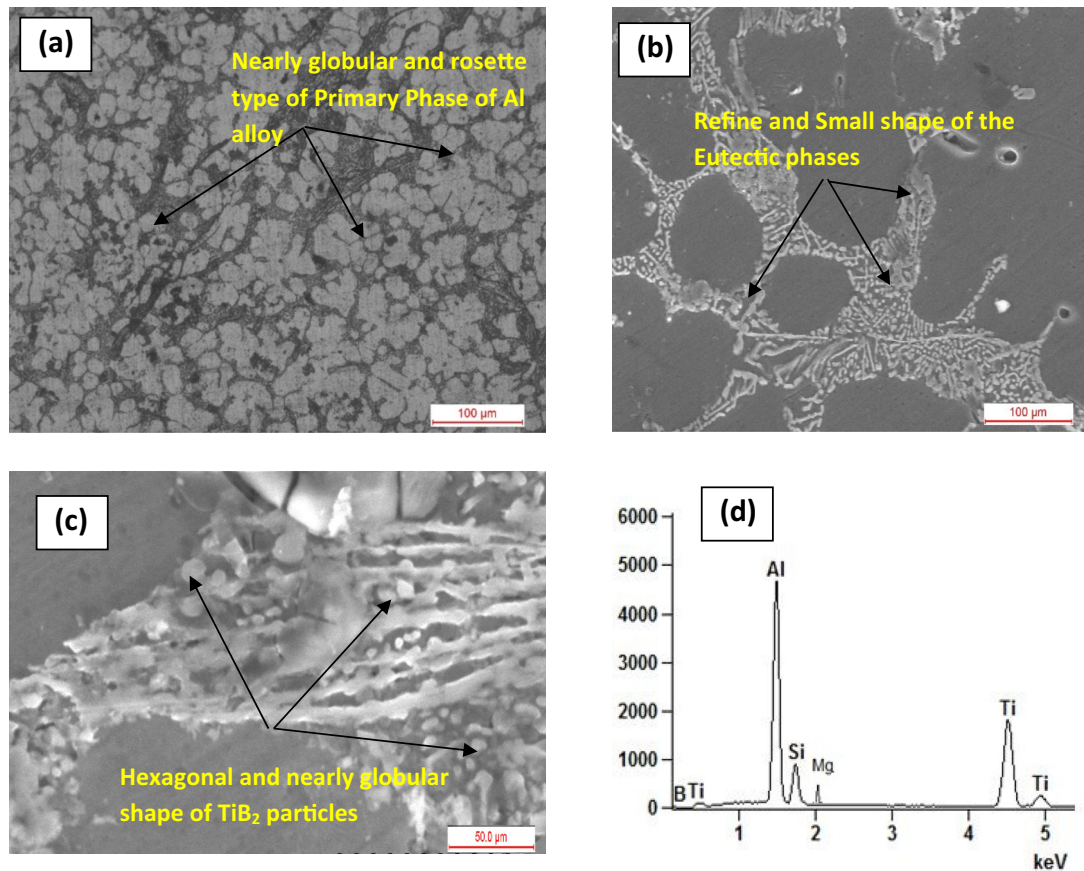 (a)
Nearly globular and rosette
type of Primary Phase of Al
alloy
100 µm
(b)
Refine and Small shape of the
Eutectic phases
100 µm
(c)
Hexagonal and nearly globular
shape of TiB₂ particles
50.0 µm
(d)
6000
5000
4000
3000
2000
1000
0
Al
Si
Mg
B Ti
Ti
Ti
1 2 3 4 5
keV